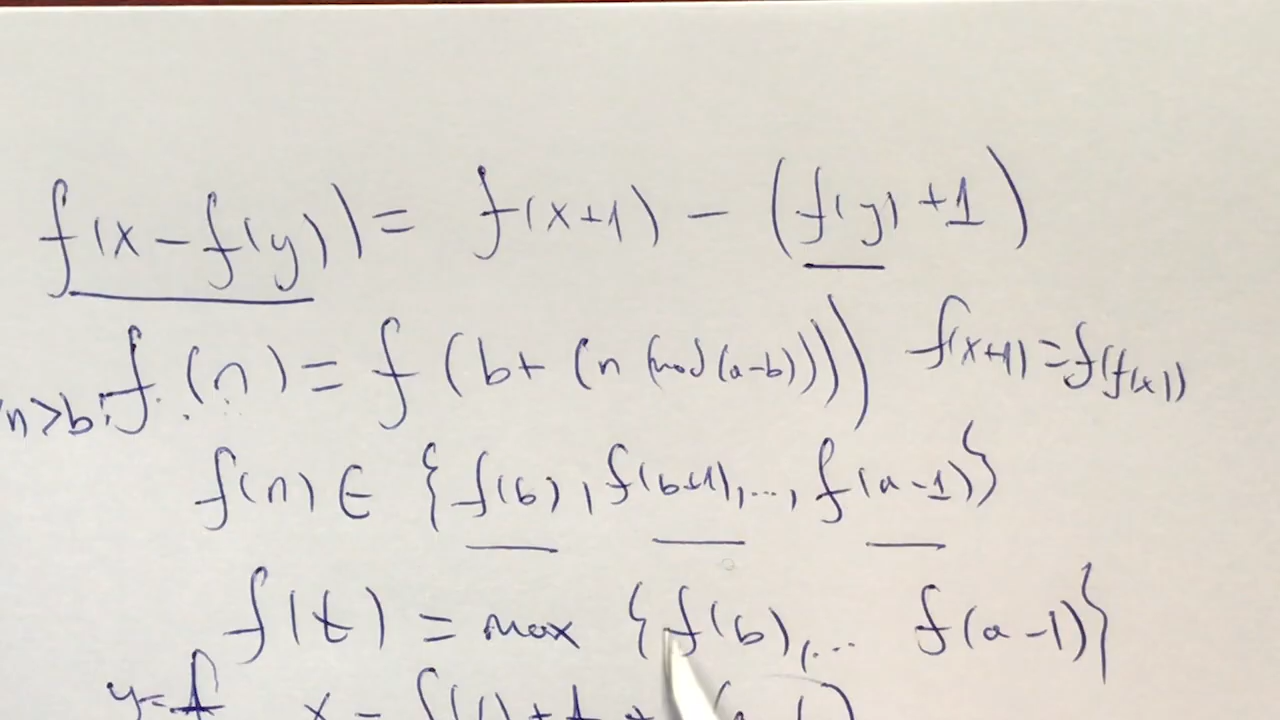 f(x-f(y)) = f(x+1) - (f(y)+1)
n>b: f(n) = f(b+(n(mod(a-b)))) f(x+1)=f(f(x))
f(n) ∈ {f(b), f(b+1), ..., f(a-1)}
f(t) = max {f(b), ... f(a-1)}